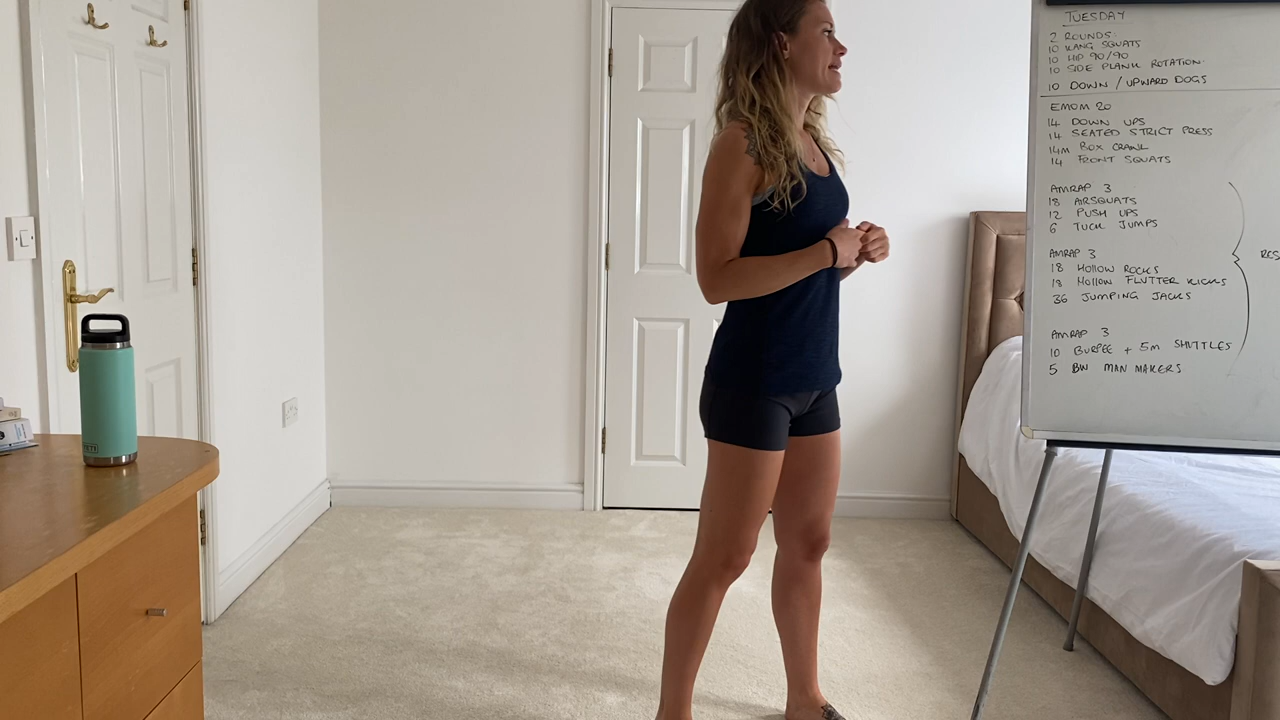 TUESDAY
2 ROUNDS:
10 KANG SQUATS
10 HIP 90/90
10 SIDE PLANK ROTATION.
10 DOWN / UPWARD DOGS
EMOM 20
14 DOWN UPS
14 SEATED STRICT PRESS
14M BOX CRAWL
14 FRONT SQUATS
AMRAP 3
18 AIRSQUATS
12 PUSH UPS
6 TUCK JUMPS
AMRAP 3
18 HOLLOW ROCKS
18 HOLLOW FLUTTER KICKS
36 JUMPING JACKS
RES
AMRAP 3
10 BURPEE + 5M SHUTTLES
5 BW MAN MAKERS
YETI